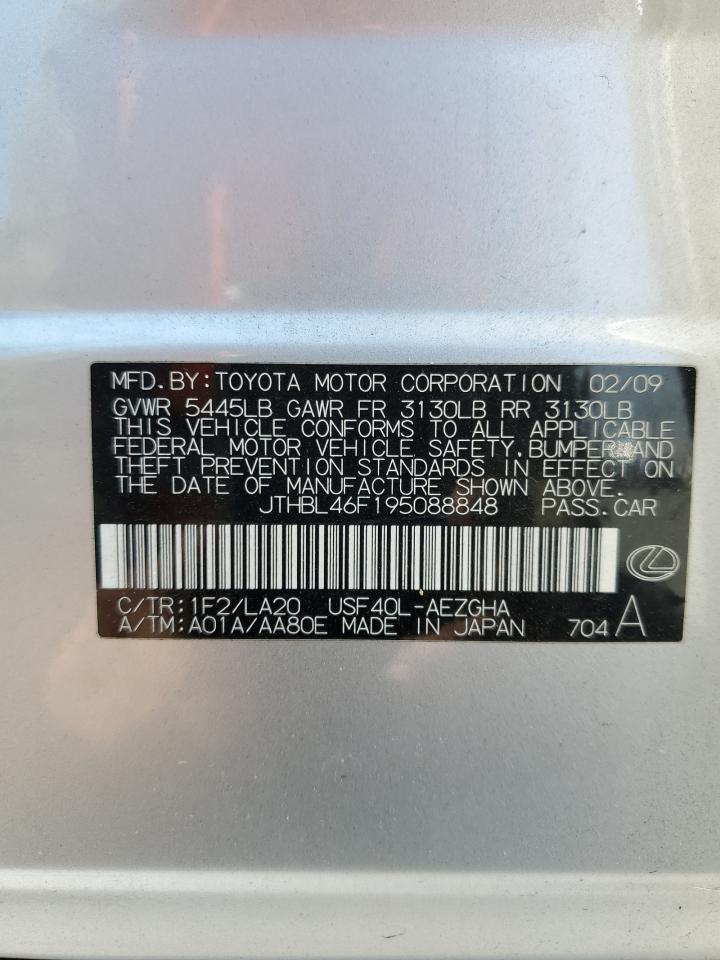 MFD.BY:TOYOTA MOTOR CORPORATION 02/09
GVWR 5445LB GAWR FR 3130LB RR 3130LB
THIS VEHICLE CONFORMS TO ALL APPLICABLE
FEDERAL MOTOR VEHICLE SAFETY,BUMPER AND
THEFT PREVENTION STANDARDS IN EFFECT ON
THE DATE OF MANUFACTURE SHOWN ABOVE.
JTHBL46F195088848 PASS.CAR
C/TR:1F2/LA20 USF40L-AEZGHA
A/TM:A01A/AA80E MADE IN JAPAN 704 A